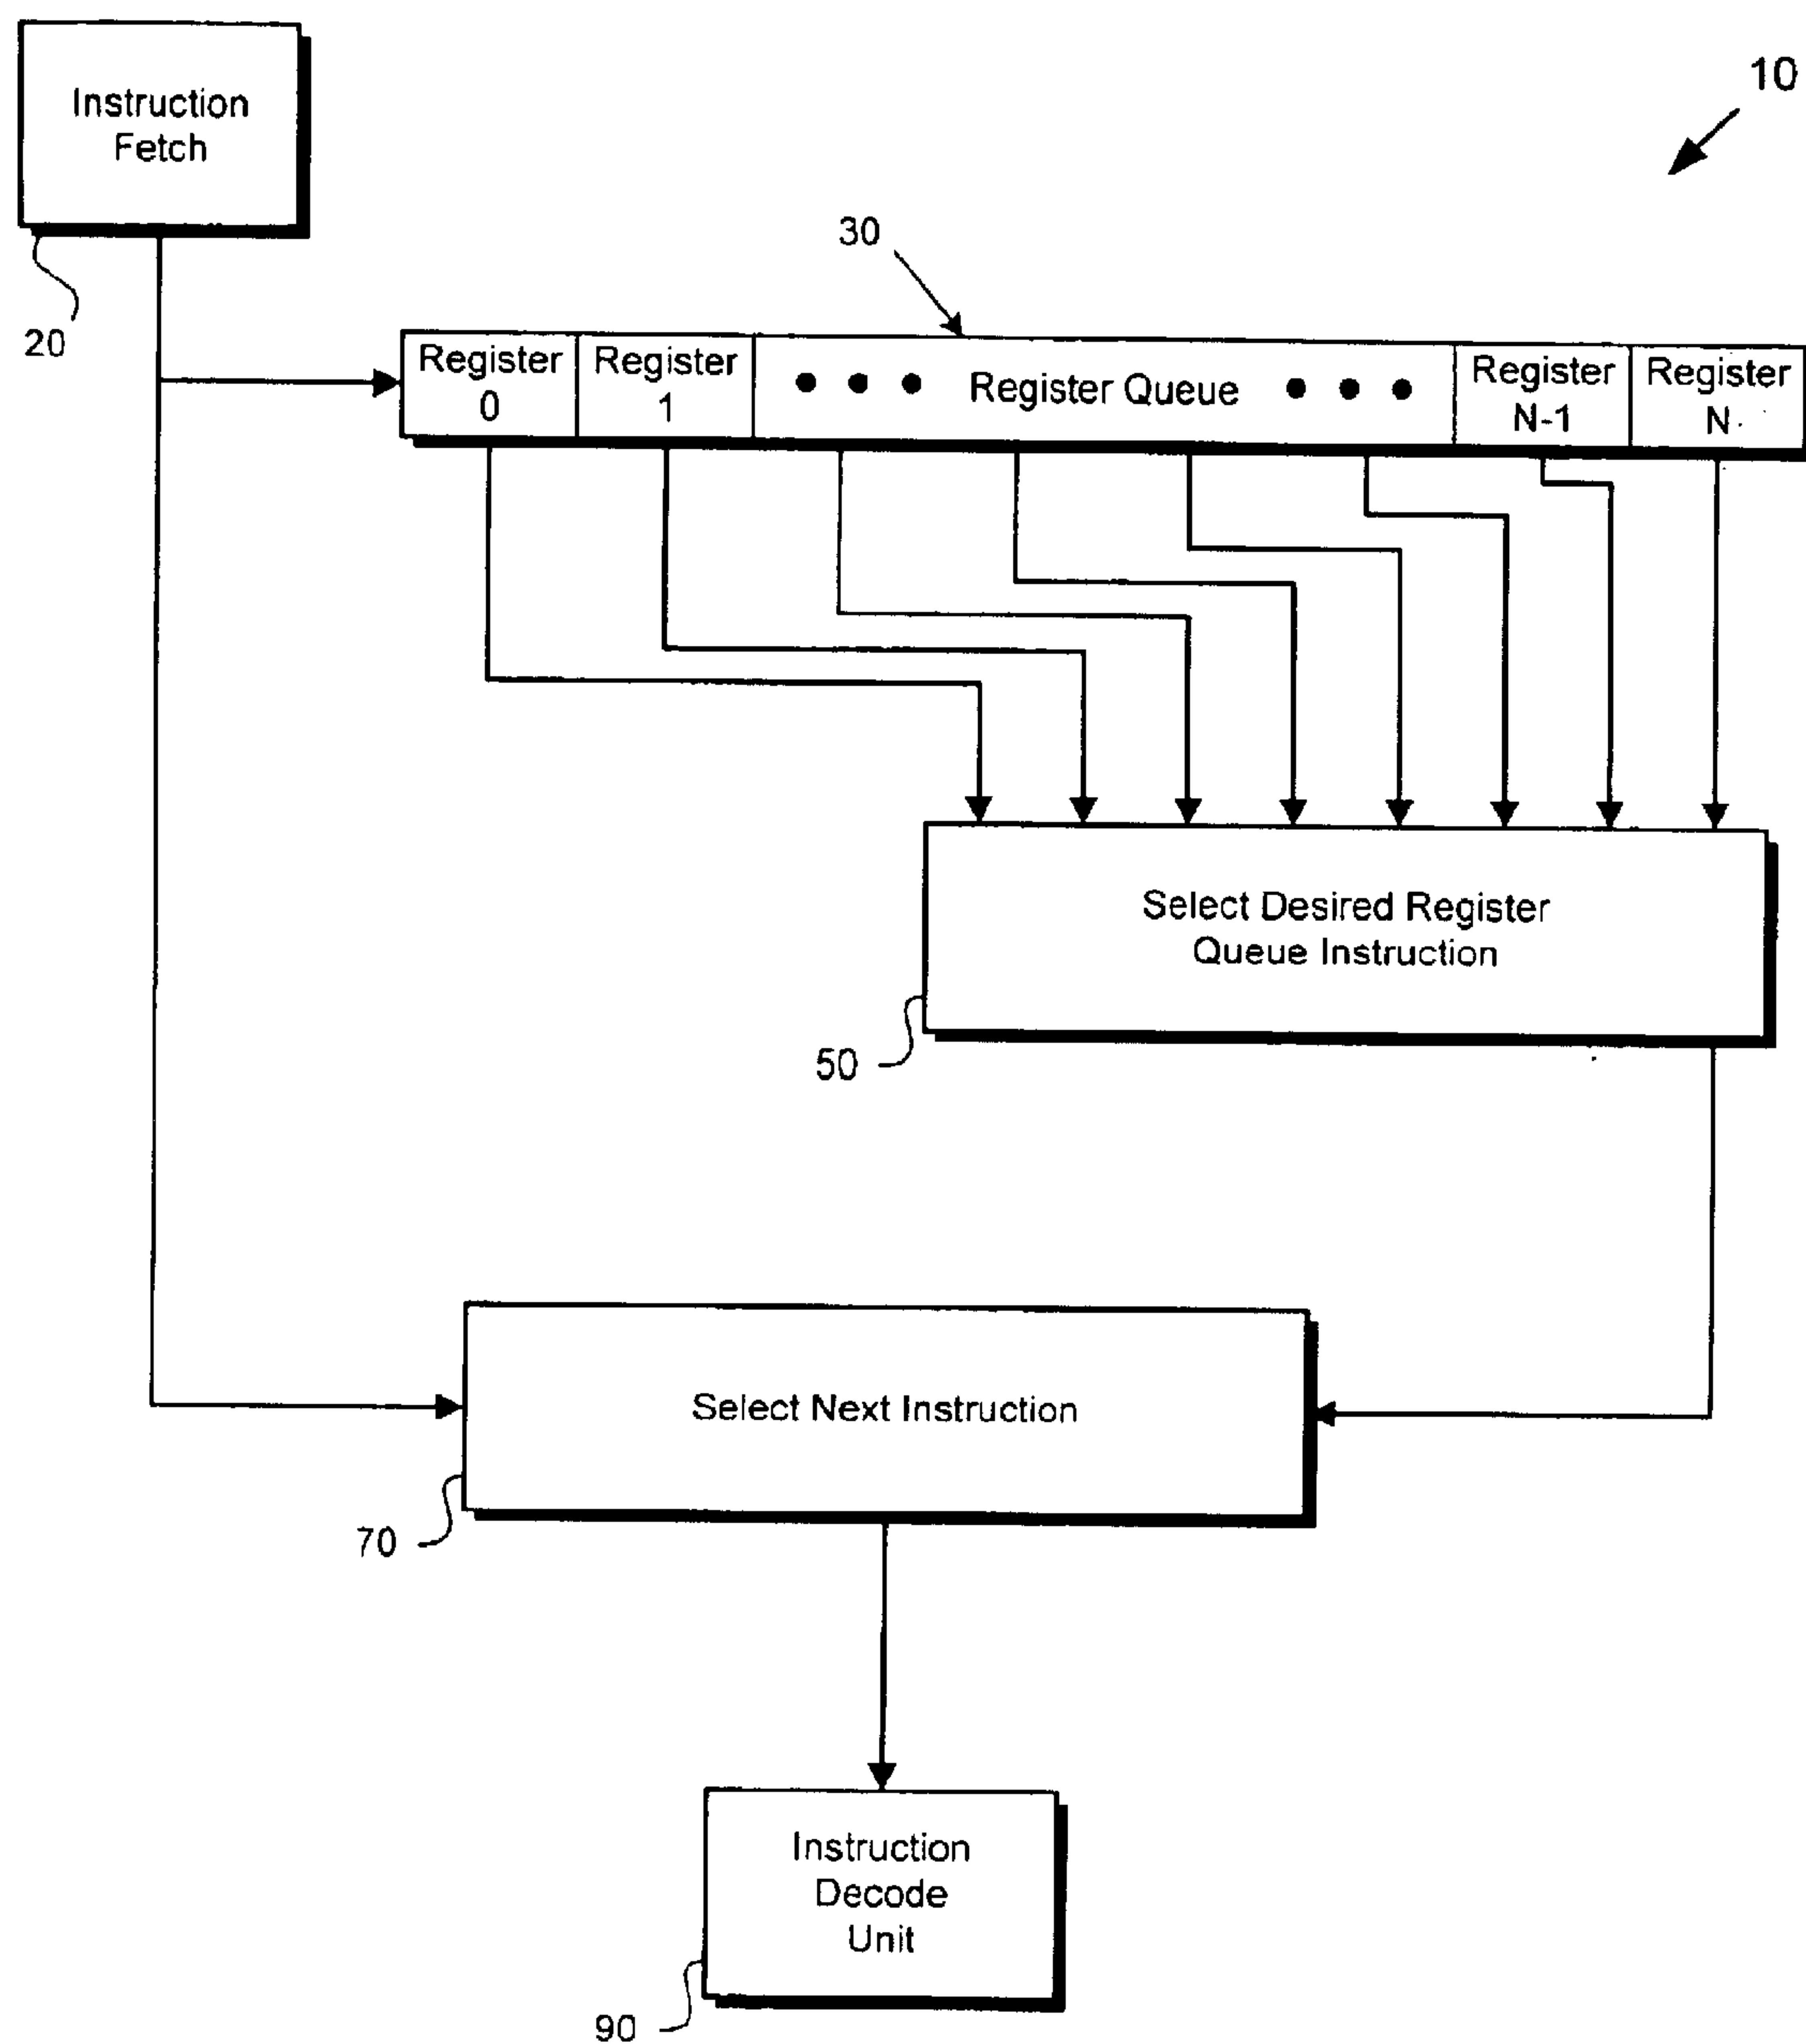 Instruction
Fetch
10
20
30
Register
0
Register
1
• • • Register Queue • • •
Register
N-1
Register
N
Select Desired Register
Queue Instruction
50
Select Next Instruction
70
Instruction
Decode
Unit
90